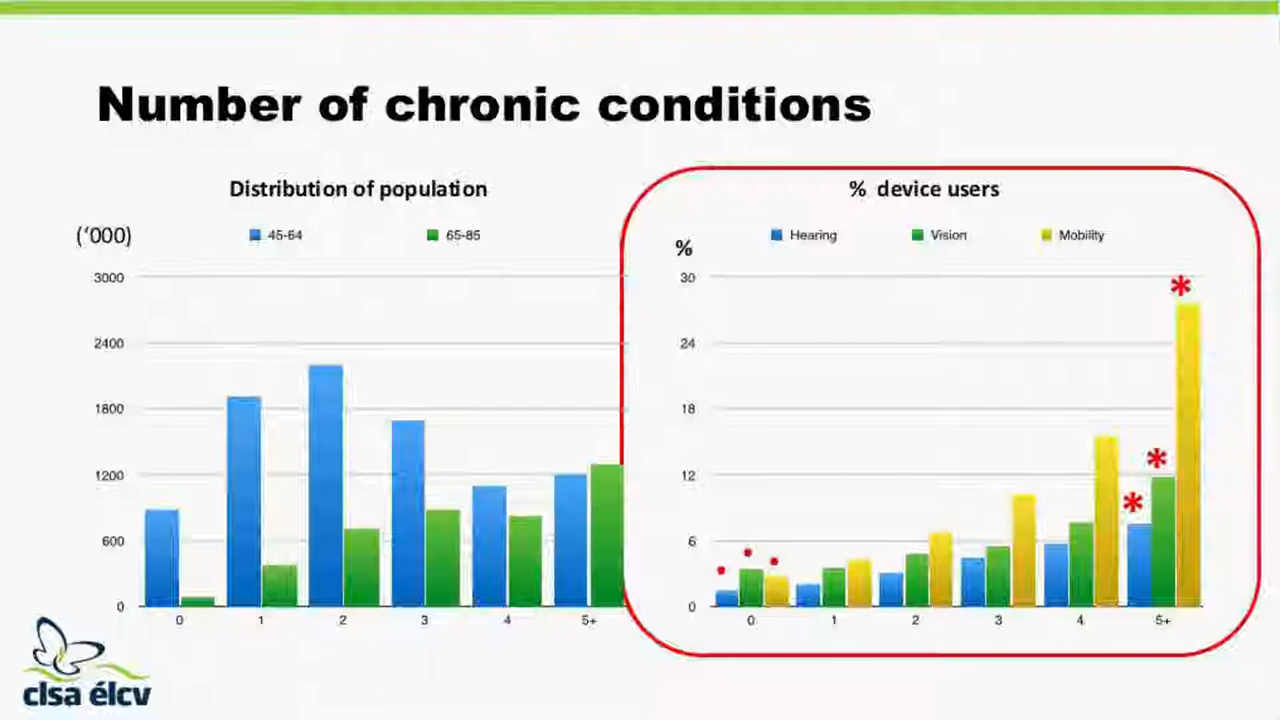 Number of chronic conditions
Distribution of population
(‘000)
45-64
65-85
3000
2400
1800
1200
600
0
0 1 2 3 4 5+
% device users
%
Hearing Vision Mobility
30
24
18
12
6
0
0 1 2 3 4 5+
* * *
clsa élcv